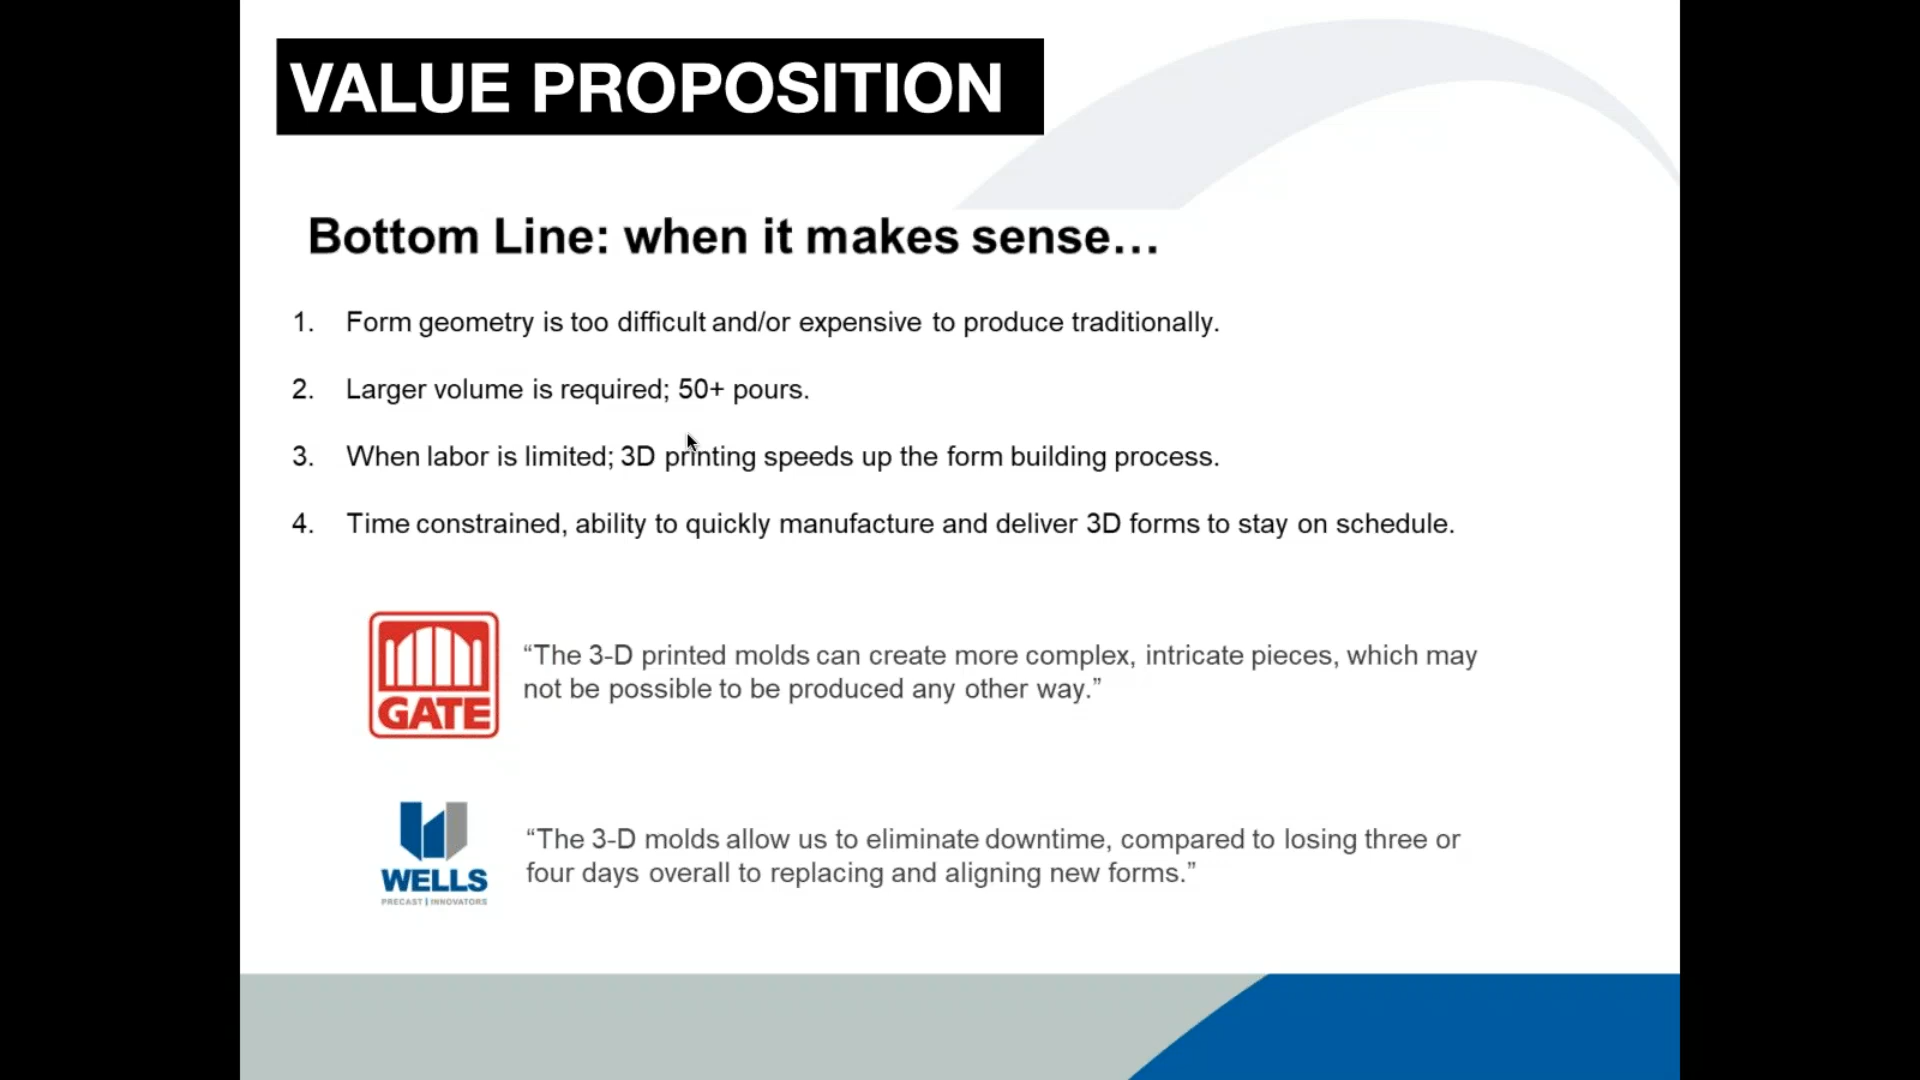 VALUE PROPOSITION
Bottom Line: when it makes sense…
1. Form geometry is too difficult and/or expensive to produce traditionally.
2. Larger volume is required; 50+ pours.
3. When labor is limited; 3D printing speeds up the form building process.
4. Time constrained, ability to quickly manufacture and deliver 3D forms to stay on schedule.
GATE
“The 3-D printed molds can create more complex, intricate pieces, which may
not be possible to be produced any other way.”
WELLS
PRECAST | INNOVATORS
“The 3-D molds allow us to eliminate downtime, compared to losing three or
four days overall to replacing and aligning new forms.”